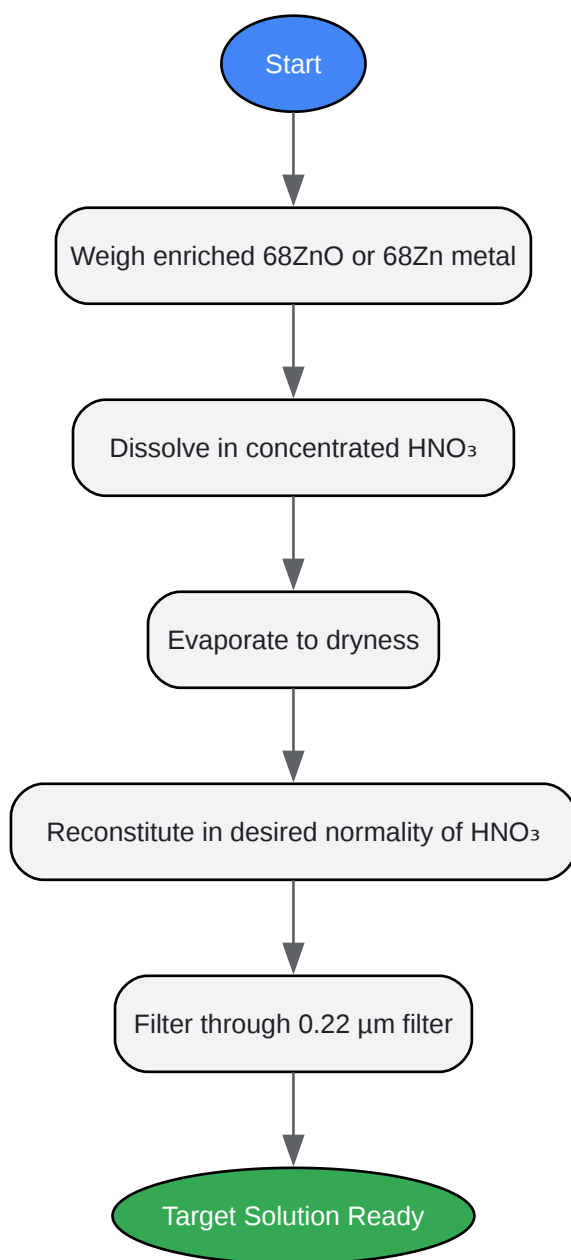 Start
Weigh enriched 68ZnO or 68Zn metal
Dissolve in concentrated HNO₃
Evaporate to dryness
Reconstitute in desired normality of HNO₃
Filter through 0.22 µm filter
Target Solution Ready